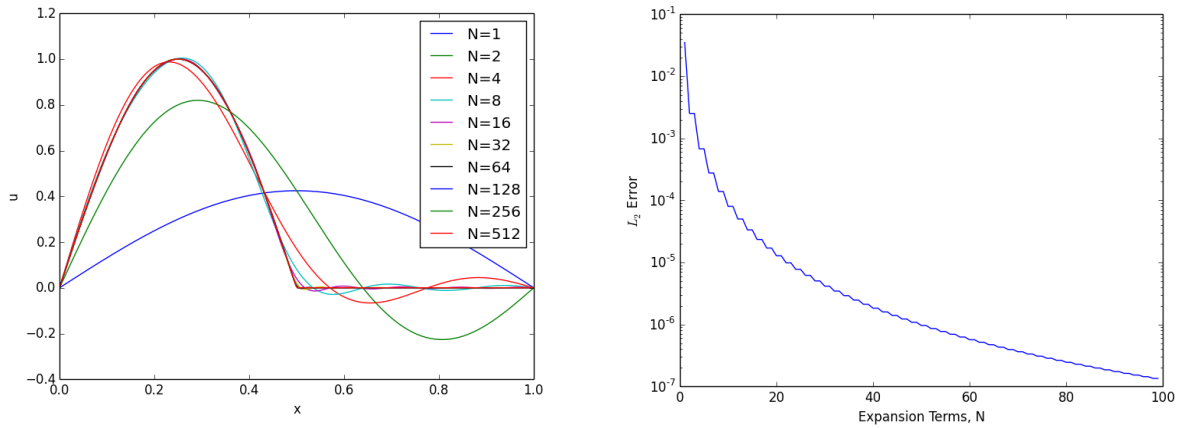 1.2
1.0
0.8
0.6
0.4
0.2
0.0
−0.2
−0.4
u
0.0 0.2 0.4 0.6 0.8 1.0
x
N=1
N=2
N=4
N=8
N=16
N=32
N=64
N=128
N=256
N=512
10⁻¹
10⁻²
10⁻³
10⁻⁴
10⁻⁵
10⁻⁶
10⁻⁷
L₂ Error
0 20 40 60 80 100
Expansion Terms, N